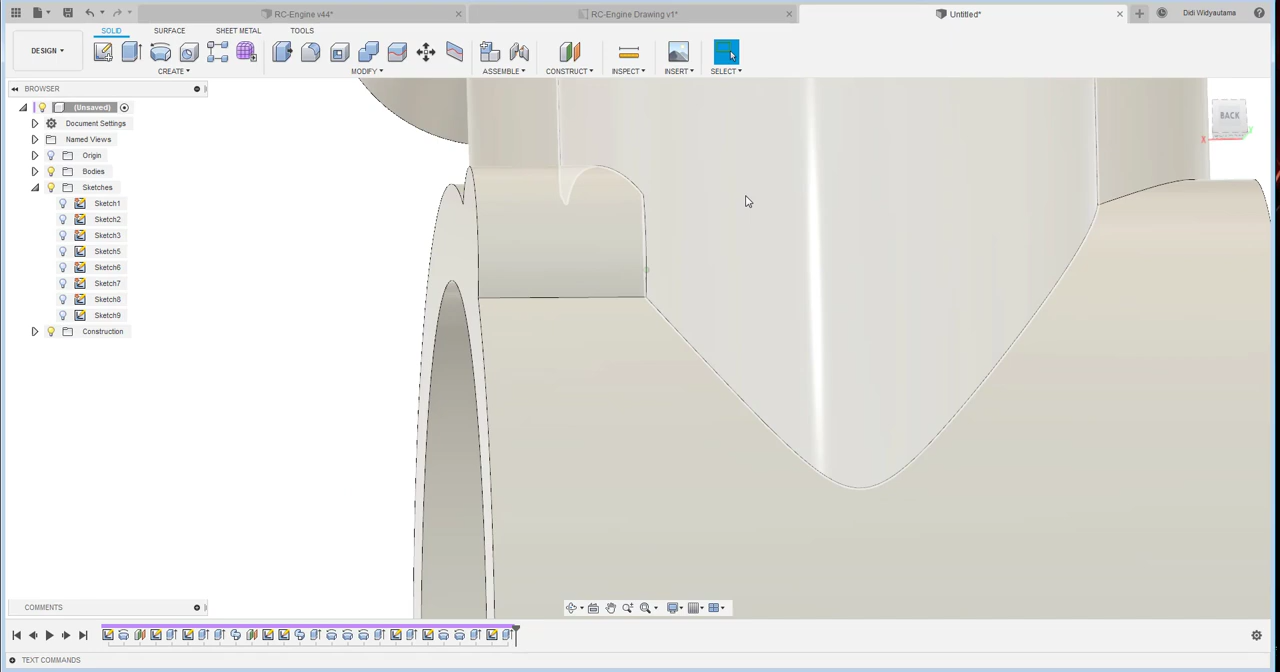 RC-Engine v44*
RC-Engine Drawing v1*
Untitled*
Didi Widyautama
SOLID
SURFACE
SHEET METAL
TOOLS
DESIGN
CREATE
MODIFY
ASSEMBLE
CONSTRUCT
INSPECT
INSERT
SELECT
BROWSER
(Unsaved)
Document Settings
Named Views
Origin
Bodies
Sketches
Sketch1
Sketch2
Sketch3
Sketch5
Sketch6
Sketch7
Sketch8
Sketch9
Construction
BACK
X
COMMENTS
TEXT COMMANDS